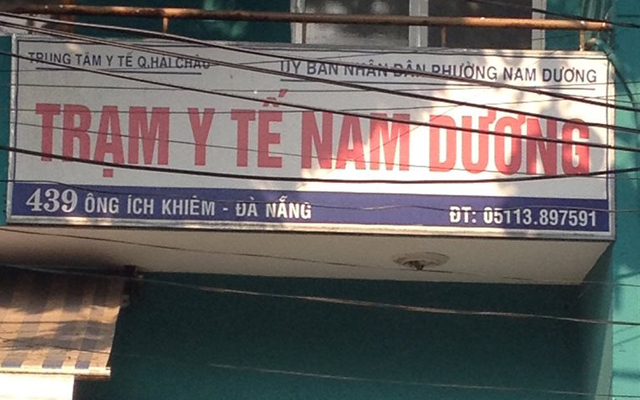 TRUNG TÂM Y TẾ Q.HẢI CHÂU
ỦY BAN NHÂN DÂN PHƯỜNG NAM DƯƠNG
TRẠM Y TẾ NAM DƯƠNG
439 ÔNG ÍCH KHIÊM - ĐÀ NẴNG
ĐT: 05113.897591